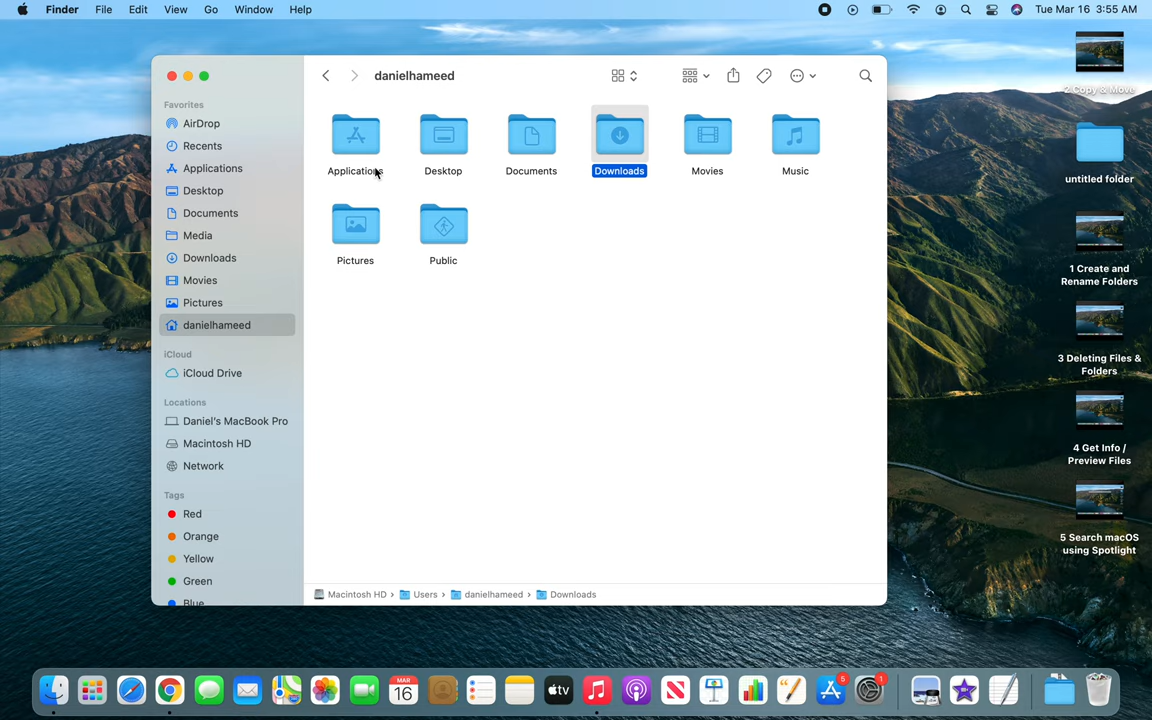 Finder File Edit View Go Window Help Tue Mar 16 3:55 AM
danielhameed
Favorites
AirDrop
Recents
Applications
Desktop
Documents
Media
Downloads
Movies
Pictures
danielhameed
iCloud
iCloud Drive
Locations
Daniel's MacBook Pro
Macintosh HD
Network
Tags
Red
Orange
Yellow
Green
Blue
Applications Desktop Documents Downloads Movies Music
Pictures Public
Macintosh HD › Users › danielhameed › Downloads
2 Copy & Move
untitled folder
1 Create and
Rename Folders
3 Deleting Files &
Folders
4 Get Info /
Preview Files
5 Search macOS
using Spotlight
MAR
16
tv
5
1